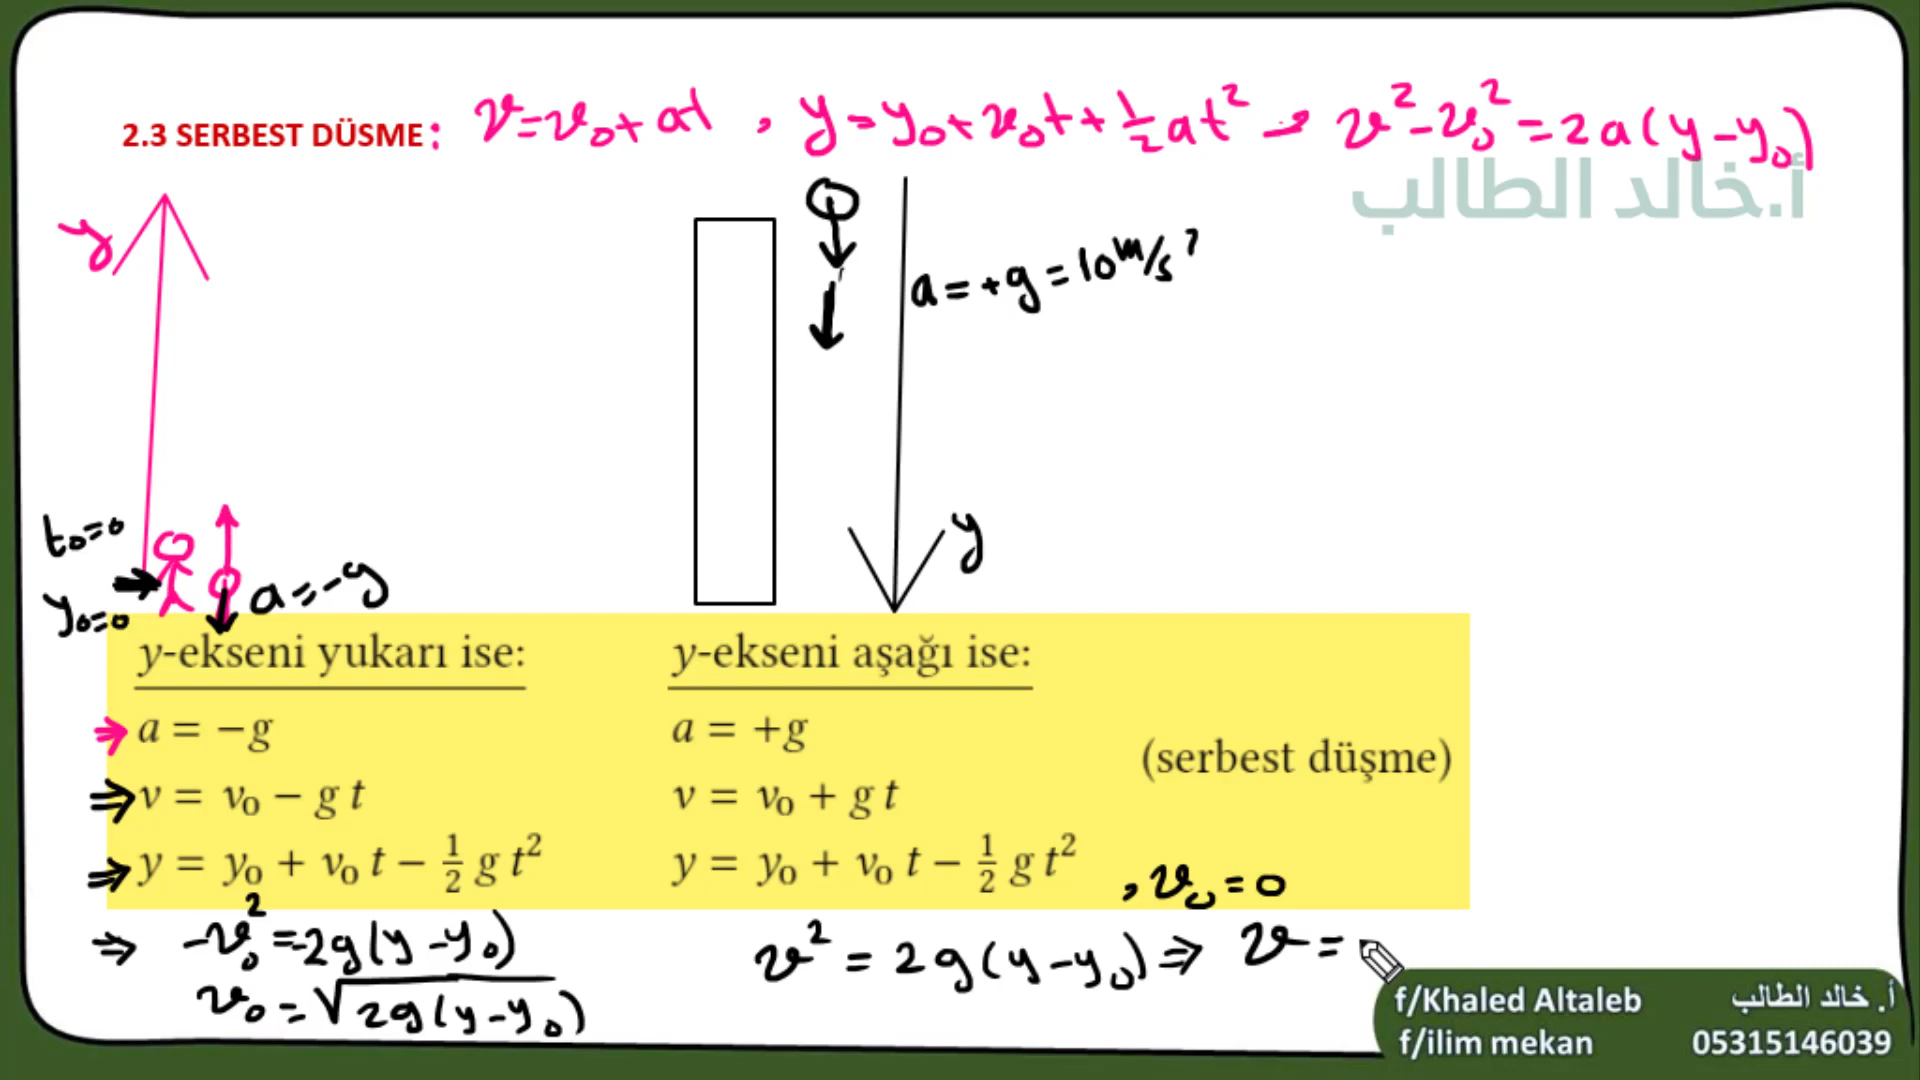 2.3 SERBEST DÜSME : v=v₀+at , y=y₀+v₀t+½at² → v²-v₀²=2a(y-y₀)
أ.خالد الطالب
y
a=+g=10m/s²
t₀=0
y
y₀=0
a=-g
y-ekseni yukarı ise:
a = −g
v = v₀ − g t
y = y₀ + v₀ t − ½ g t²
y-ekseni aşağı ise:
a = +g
v = v₀ + g t
y = y₀ + v₀ t − ½ g t²
(serbest düşme)
, v₀=0
⇒ -v₀²=-2g(y-y₀)
v₀=√2g(y-y₀)
v² = 2g(y-y₀) ⇒ v=
f/Khaled Altaleb أ. خالد الطالب
f/ilim mekan 05315146039